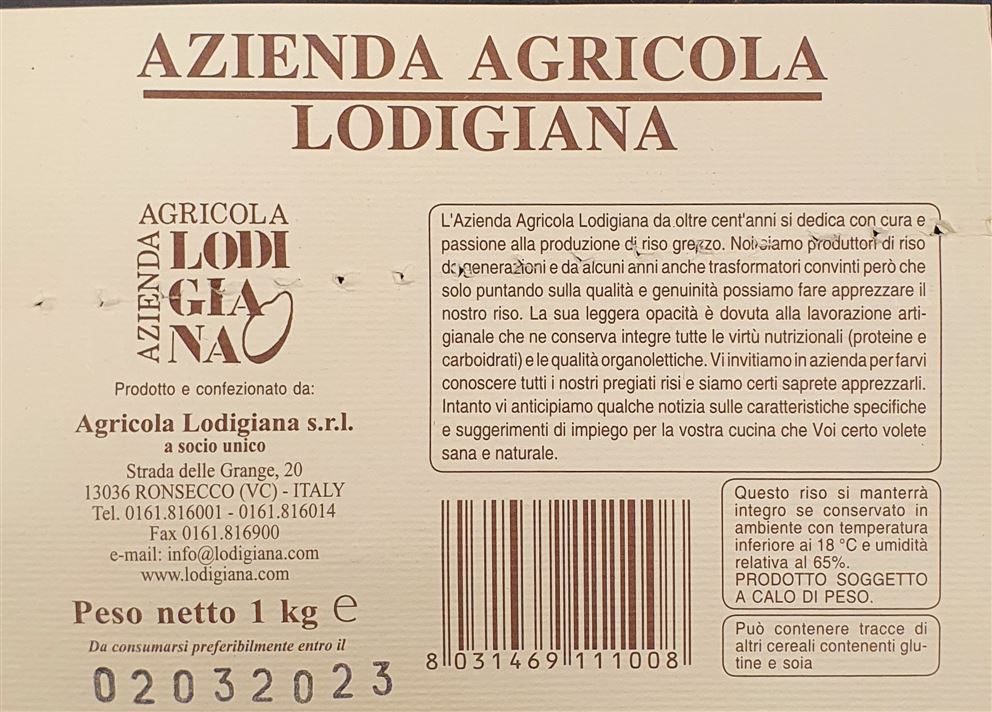 AZIENDA AGRICOLA
LODIGIANA
AZIENDA
AGRICOLA
LODI
GIA
NA
Prodotto e confezionato da:
Agricola Lodigiana s.r.l.
a socio unico
Strada delle Grange, 20
13036 RONSECCO (VC) - ITALY
Tel. 0161.816001 - 0161.816014
Fax 0161.816900
e-mail: info@lodigiana.com
www.lodigiana.com
Peso netto 1 kg ℮
Da consumarsi preferibilmente entro il
02032023
L'Azienda Agricola Lodigiana da oltre cent'anni si dedica con cura e
passione alla produzione di riso grezzo. Noi siamo produttori di riso
da generazioni e da alcuni anni anche trasformatori convinti però che
solo puntando sulla qualità e genuinità possiamo fare apprezzare il
nostro riso. La sua leggera opacità è dovuta alla lavorazione arti-
gianale che ne conserva integre tutte le virtù nutrizionali (proteine e
carboidrati) e le qualità organolettiche. Vi invitiamo in azienda per farvi
conoscere tutti i nostri pregiati risi e siamo certi saprete apprezzarli.
Intanto vi anticipiamo qualche notizia sulle caratteristiche specifiche
e suggerimenti di impiego per la vostra cucina che Voi certo volete
sana e naturale.
8 031469 111008
Questo riso si manterrà
integro se conservato in
ambiente con temperatura
inferiore ai 18 °C e umidità
relativa al 65%.
PRODOTTO SOGGETTO
A CALO DI PESO.
Può contenere tracce di
altri cereali contenenti glu-
tine e soia